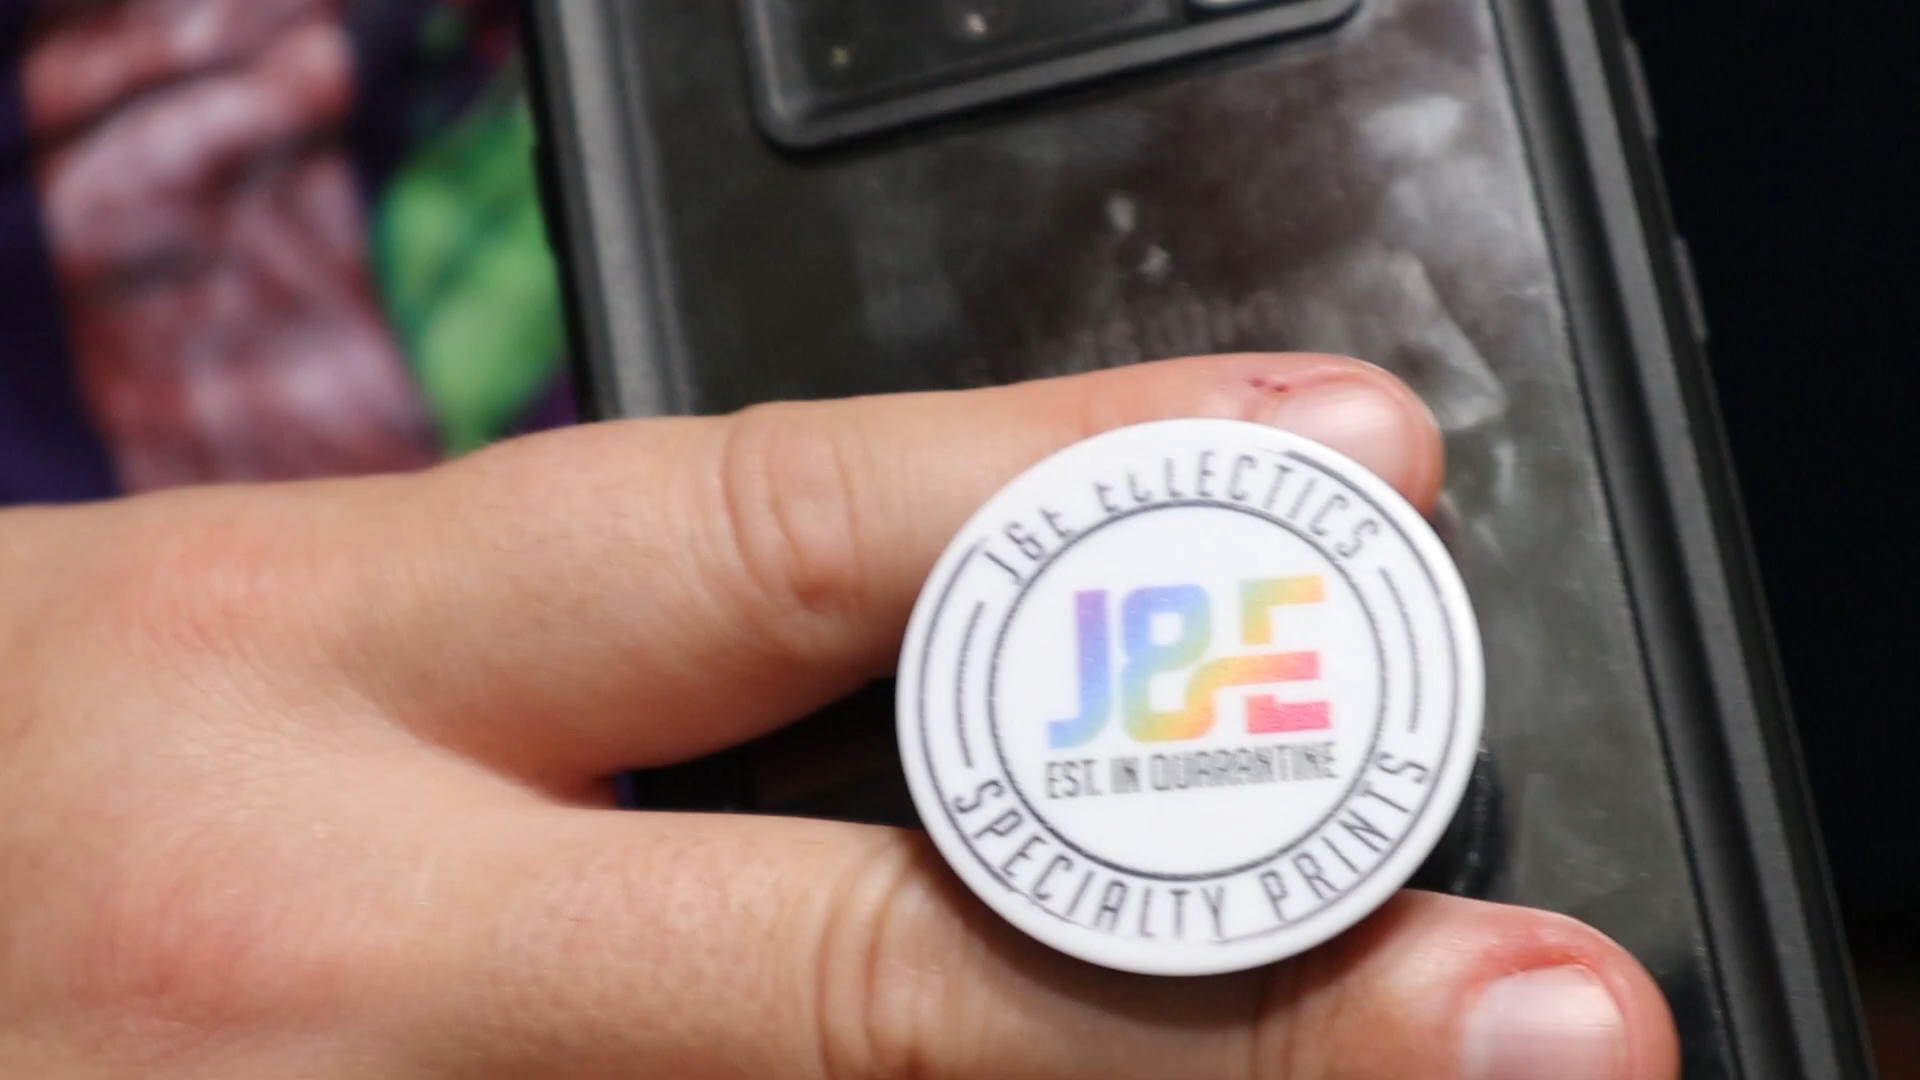 J&E ECLECTICS
J&E
EST. IN QUARANTINE
SPECIALTY PRINTS